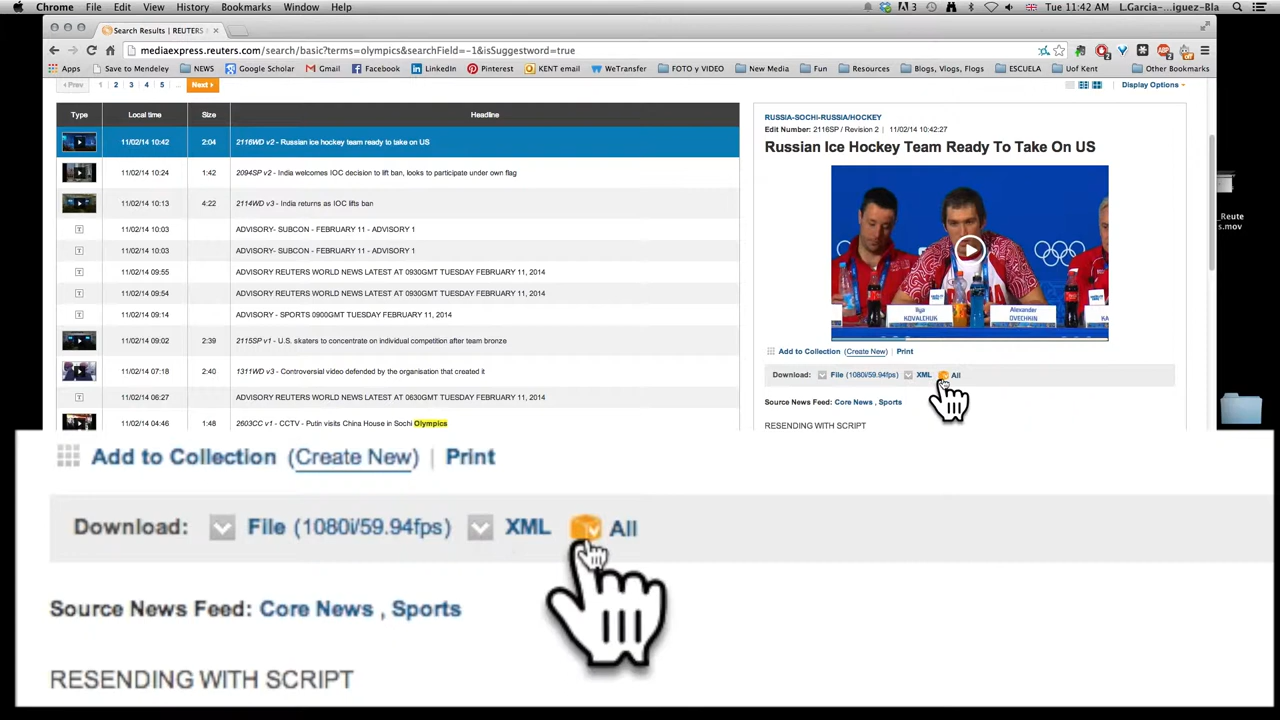 Chrome File Edit View History Bookmarks Window Help
3 Tue 11:42 AM L.Garcia-...iguez-Bla
Search Results | REUTERS
mediaexpress.reuters.com/search/basic?terms=olympics&searchField=-1&isSuggestword=true
Apps Save to Mendeley NEWS Google Scholar Gmail Facebook LinkedIn Pinterest KENT email WeTransfer FOTO y VIDEO New Media Fun Resources Blogs, Vlogs, Flogs ESCUELA Uof Kent Other Bookmarks
Prev 1 2 3 4 5 ... Next
Display Options
Type Local time Size Headline
11/02/14 10:42 2:04 2116WD v2 - Russian ice hockey team ready to take on US
11/02/14 10:24 1:42 2094SP v2 - India welcomes IOC decision to lift ban, looks to participate under own flag
11/02/14 10:13 4:22 2114WD v3 - India returns as IOC lifts ban
T 11/02/14 10:03 ADVISORY- SUBCON - FEBRUARY 11 - ADVISORY 1
T 11/02/14 10:03 ADVISORY- SUBCON - FEBRUARY 11 - ADVISORY 1
T 11/02/14 09:55 ADVISORY REUTERS WORLD NEWS LATEST AT 0930GMT TUESDAY FEBRUARY 11, 2014
T 11/02/14 09:54 ADVISORY REUTERS WORLD NEWS LATEST AT 0930GMT TUESDAY FEBRUARY 11, 2014
T 11/02/14 09:14 ADVISORY - SPORTS 0900GMT TUESDAY FEBRUARY 11, 2014
11/02/14 09:02 2:39 2115SP v1 - U.S. skaters to concentrate on individual competition after team bronze
11/02/14 07:18 2:40 1311WD v3 - Controversial video defended by the organisation that created it
T 11/02/14 06:27 ADVISORY REUTERS WORLD NEWS LATEST AT 0630GMT TUESDAY FEBRUARY 11, 2014
11/02/14 04:46 1:48 2603CC v1 - CCTV - Putin visits China House in Sochi Olympics
RUSSIA-SOCHI-RUSSIA/HOCKEY
Edit Number: 2116SP / Revision 2 | 11/02/14 10:42:27
Russian Ice Hockey Team Ready To Take On US
Ilya
KOVALCHUK
Alexander
OVECHKIN
KA
Add to Collection (Create New) | Print
Download: File (1080i/59.94fps) XML All
Source News Feed: Core News , Sports
RESENDING WITH SCRIPT
_Reute
s.mov
Add to Collection (Create New) | Print
Download: File (1080i/59.94fps) XML All
Source News Feed: Core News , Sports
RESENDING WITH SCRIPT